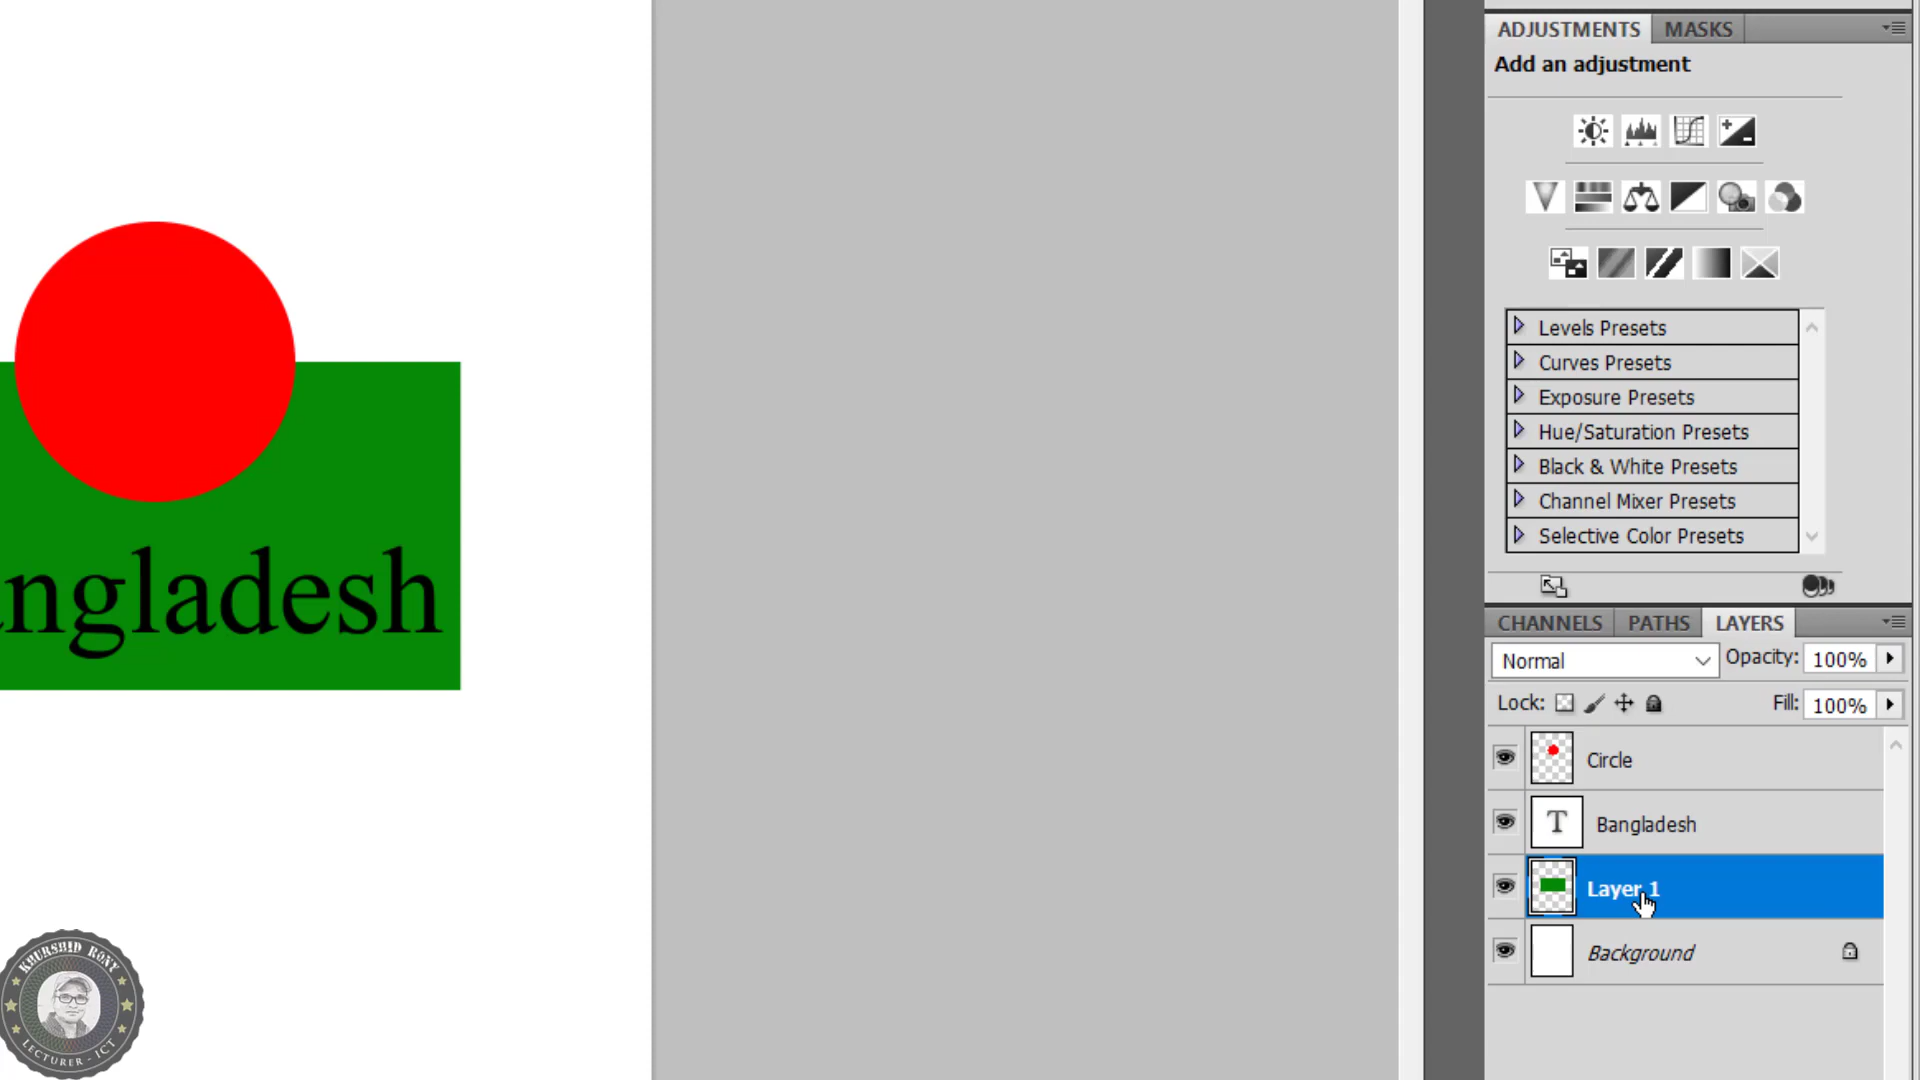 ADJUSTMENTS MASKS
Add an adjustment
Levels Presets
Curves Presets
Exposure Presets
Hue/Saturation Presets
Black & White Presets
Channel Mixer Presets
Selective Color Presets
CHANNELS PATHS LAYERS
Normal Opacity: 100%
Lock: Fill: 100%
Circle
T Bangladesh
Layer 1
Background
angladesh
KHURSHID RONY
LECTURER - ICT